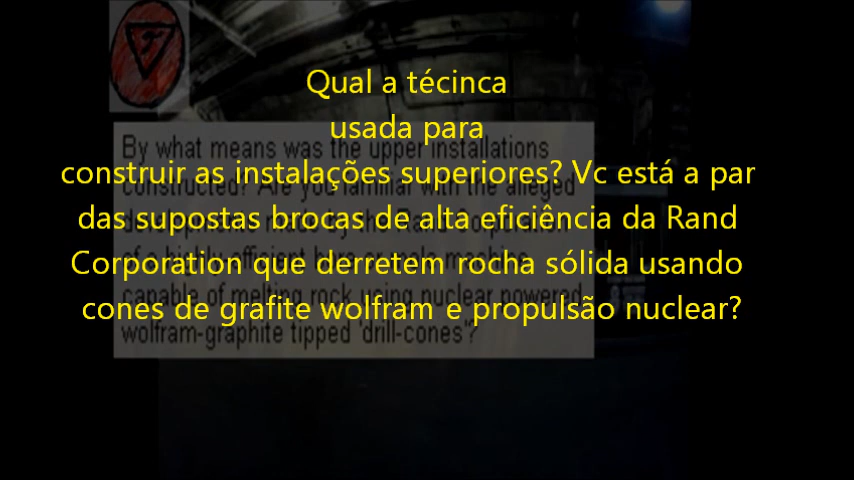 Qual a técinca
usada para
construir as instalações superiores? Vc está a par
das supostas brocas de alta eficiência da Rand
Corporation que derretem rocha sólida usando
cones de grafite wolfram e propulsão nuclear?
By what means was the upper installations
constructed? Are you familiar with the alleged
capable of melting rock using nuclear powered
wolfram-graphite tipped 'drill-cones"?